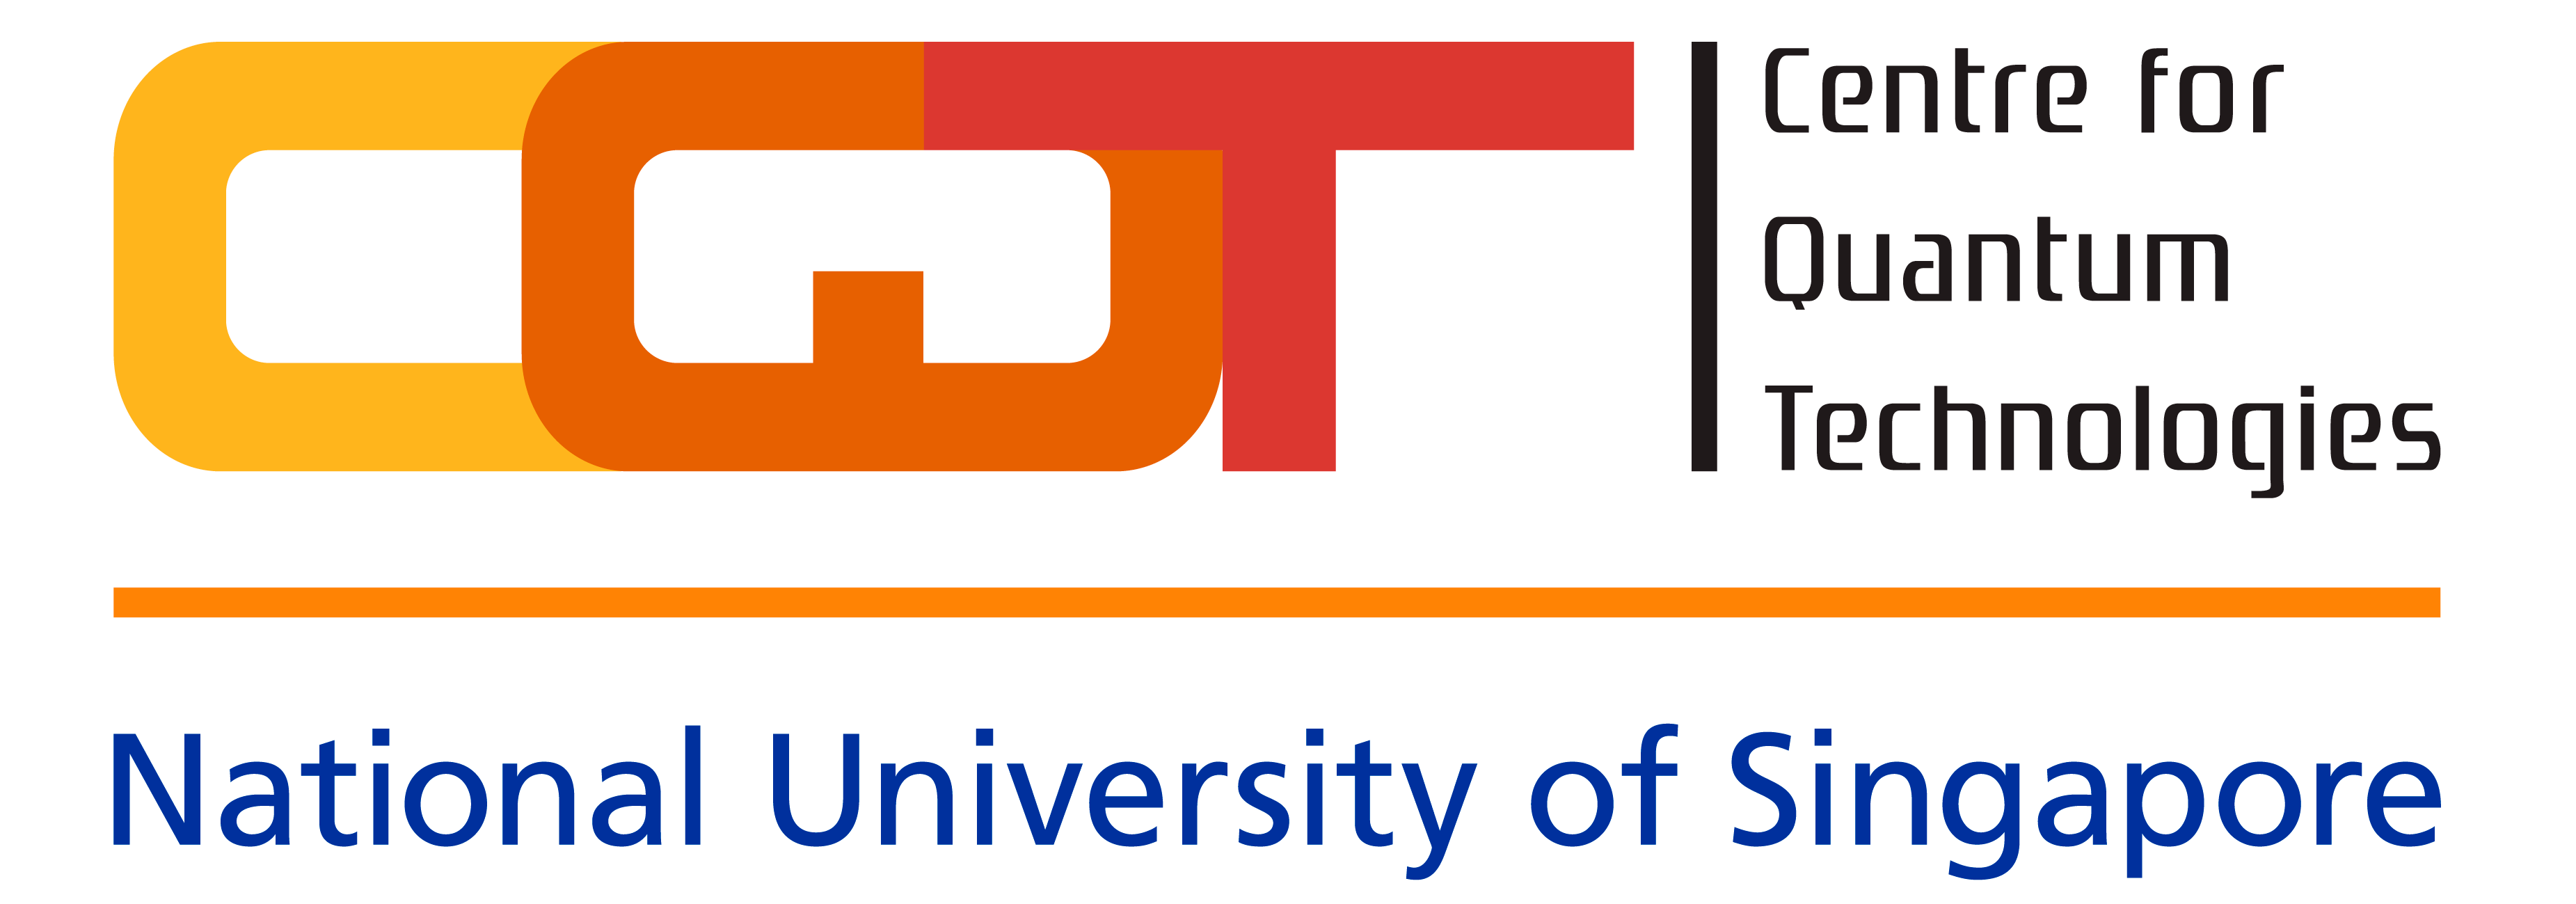 CQT
Centre for
Quantum
Technologies
National University of Singapore